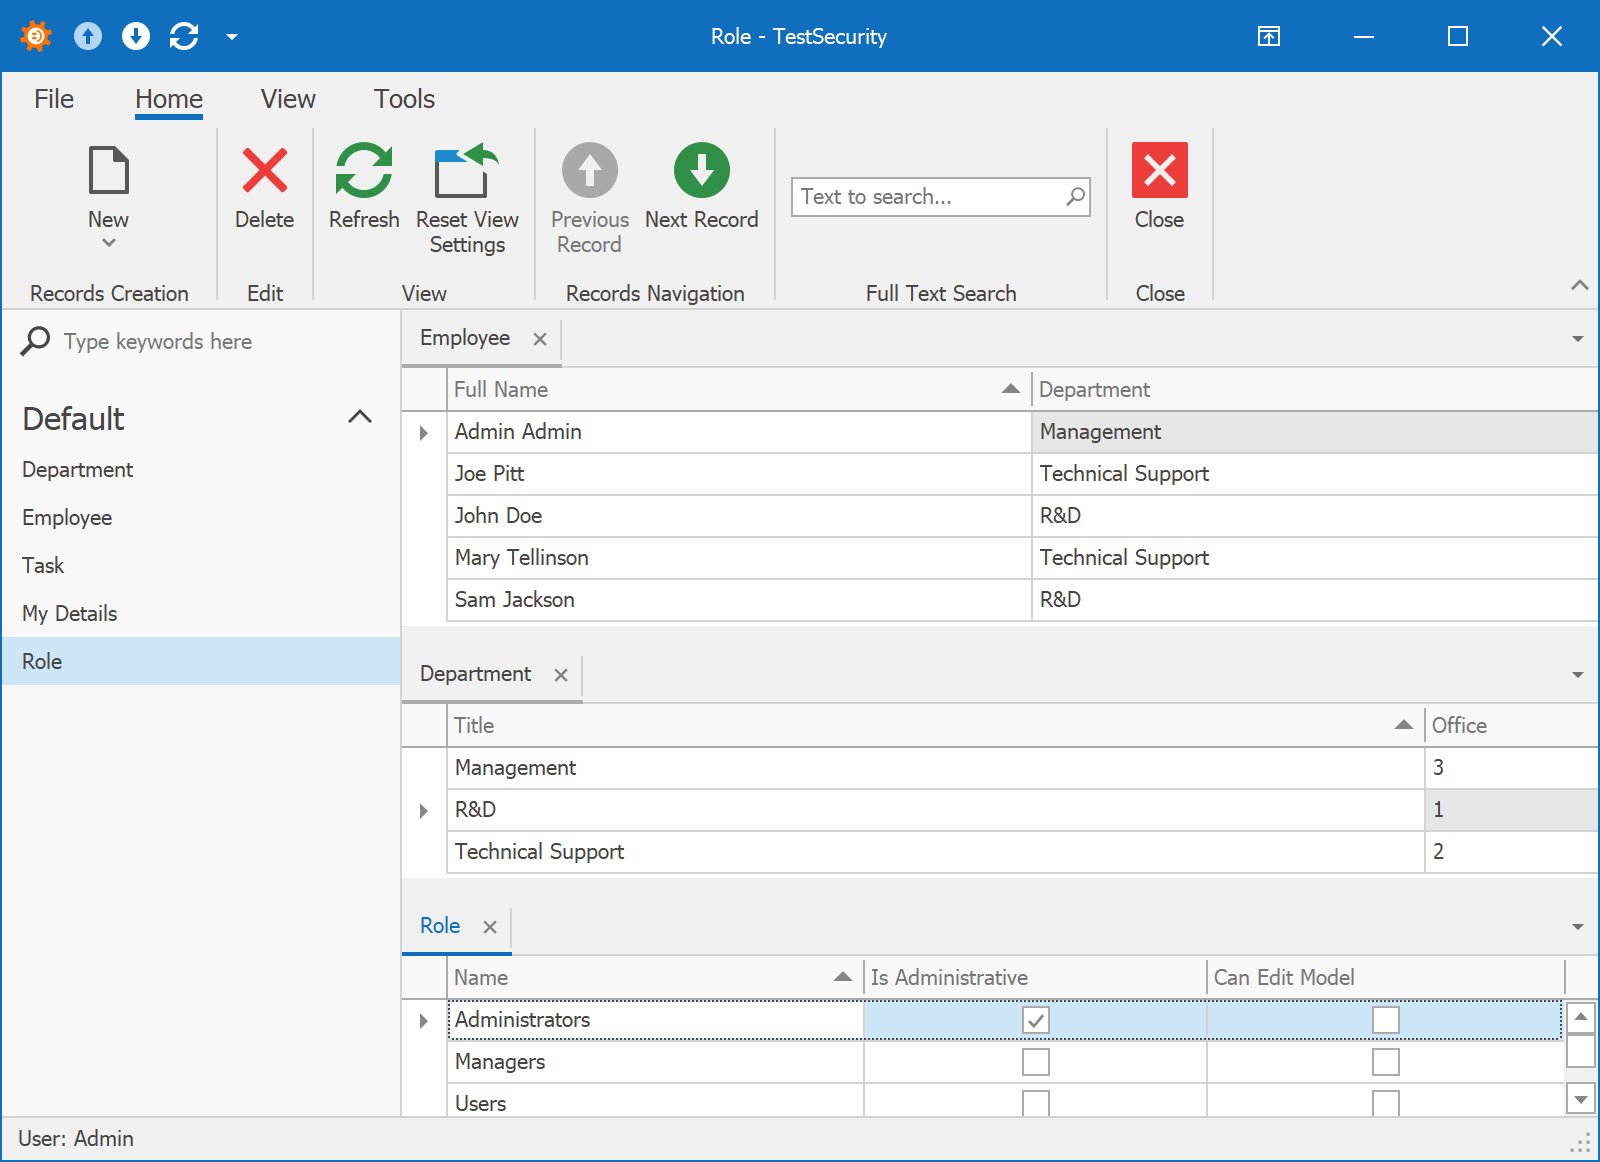 Role - TestSecurity
File Home View Tools
New
Delete
Refresh
Reset View
Settings
Previous
Record
Next Record
Text to search...
Close
Records Creation
Edit
View
Records Navigation
Full Text Search
Close
Type keywords here
Default
Department
Employee
Task
My Details
Role
Employee
Full Name Department
Admin Admin Management
Joe Pitt Technical Support
John Doe R&D
Mary Tellinson Technical Support
Sam Jackson R&D
Department
Title Office
Management 3
R&D 1
Technical Support 2
Role
Name Is Administrative Can Edit Model
Administrators
Managers
Users
User: Admin